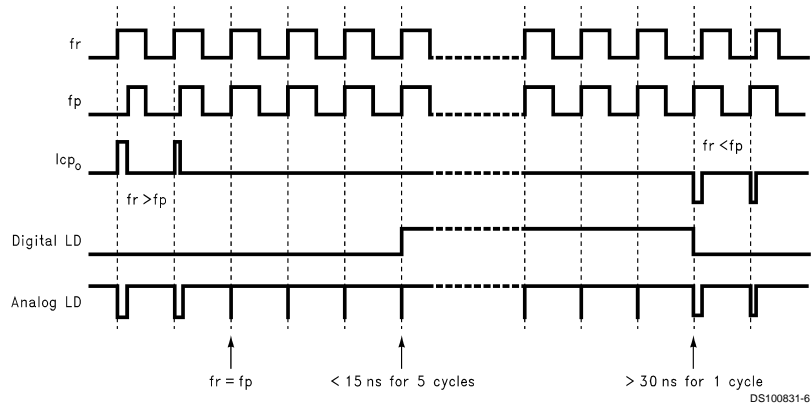 fr
fp
fr <fp
Icpo
fr >fp
Digital LD
Analog LD
fr = fp
< 15 ns for 5 cycles
> 30 ns for 1 cycle
DS100831-6